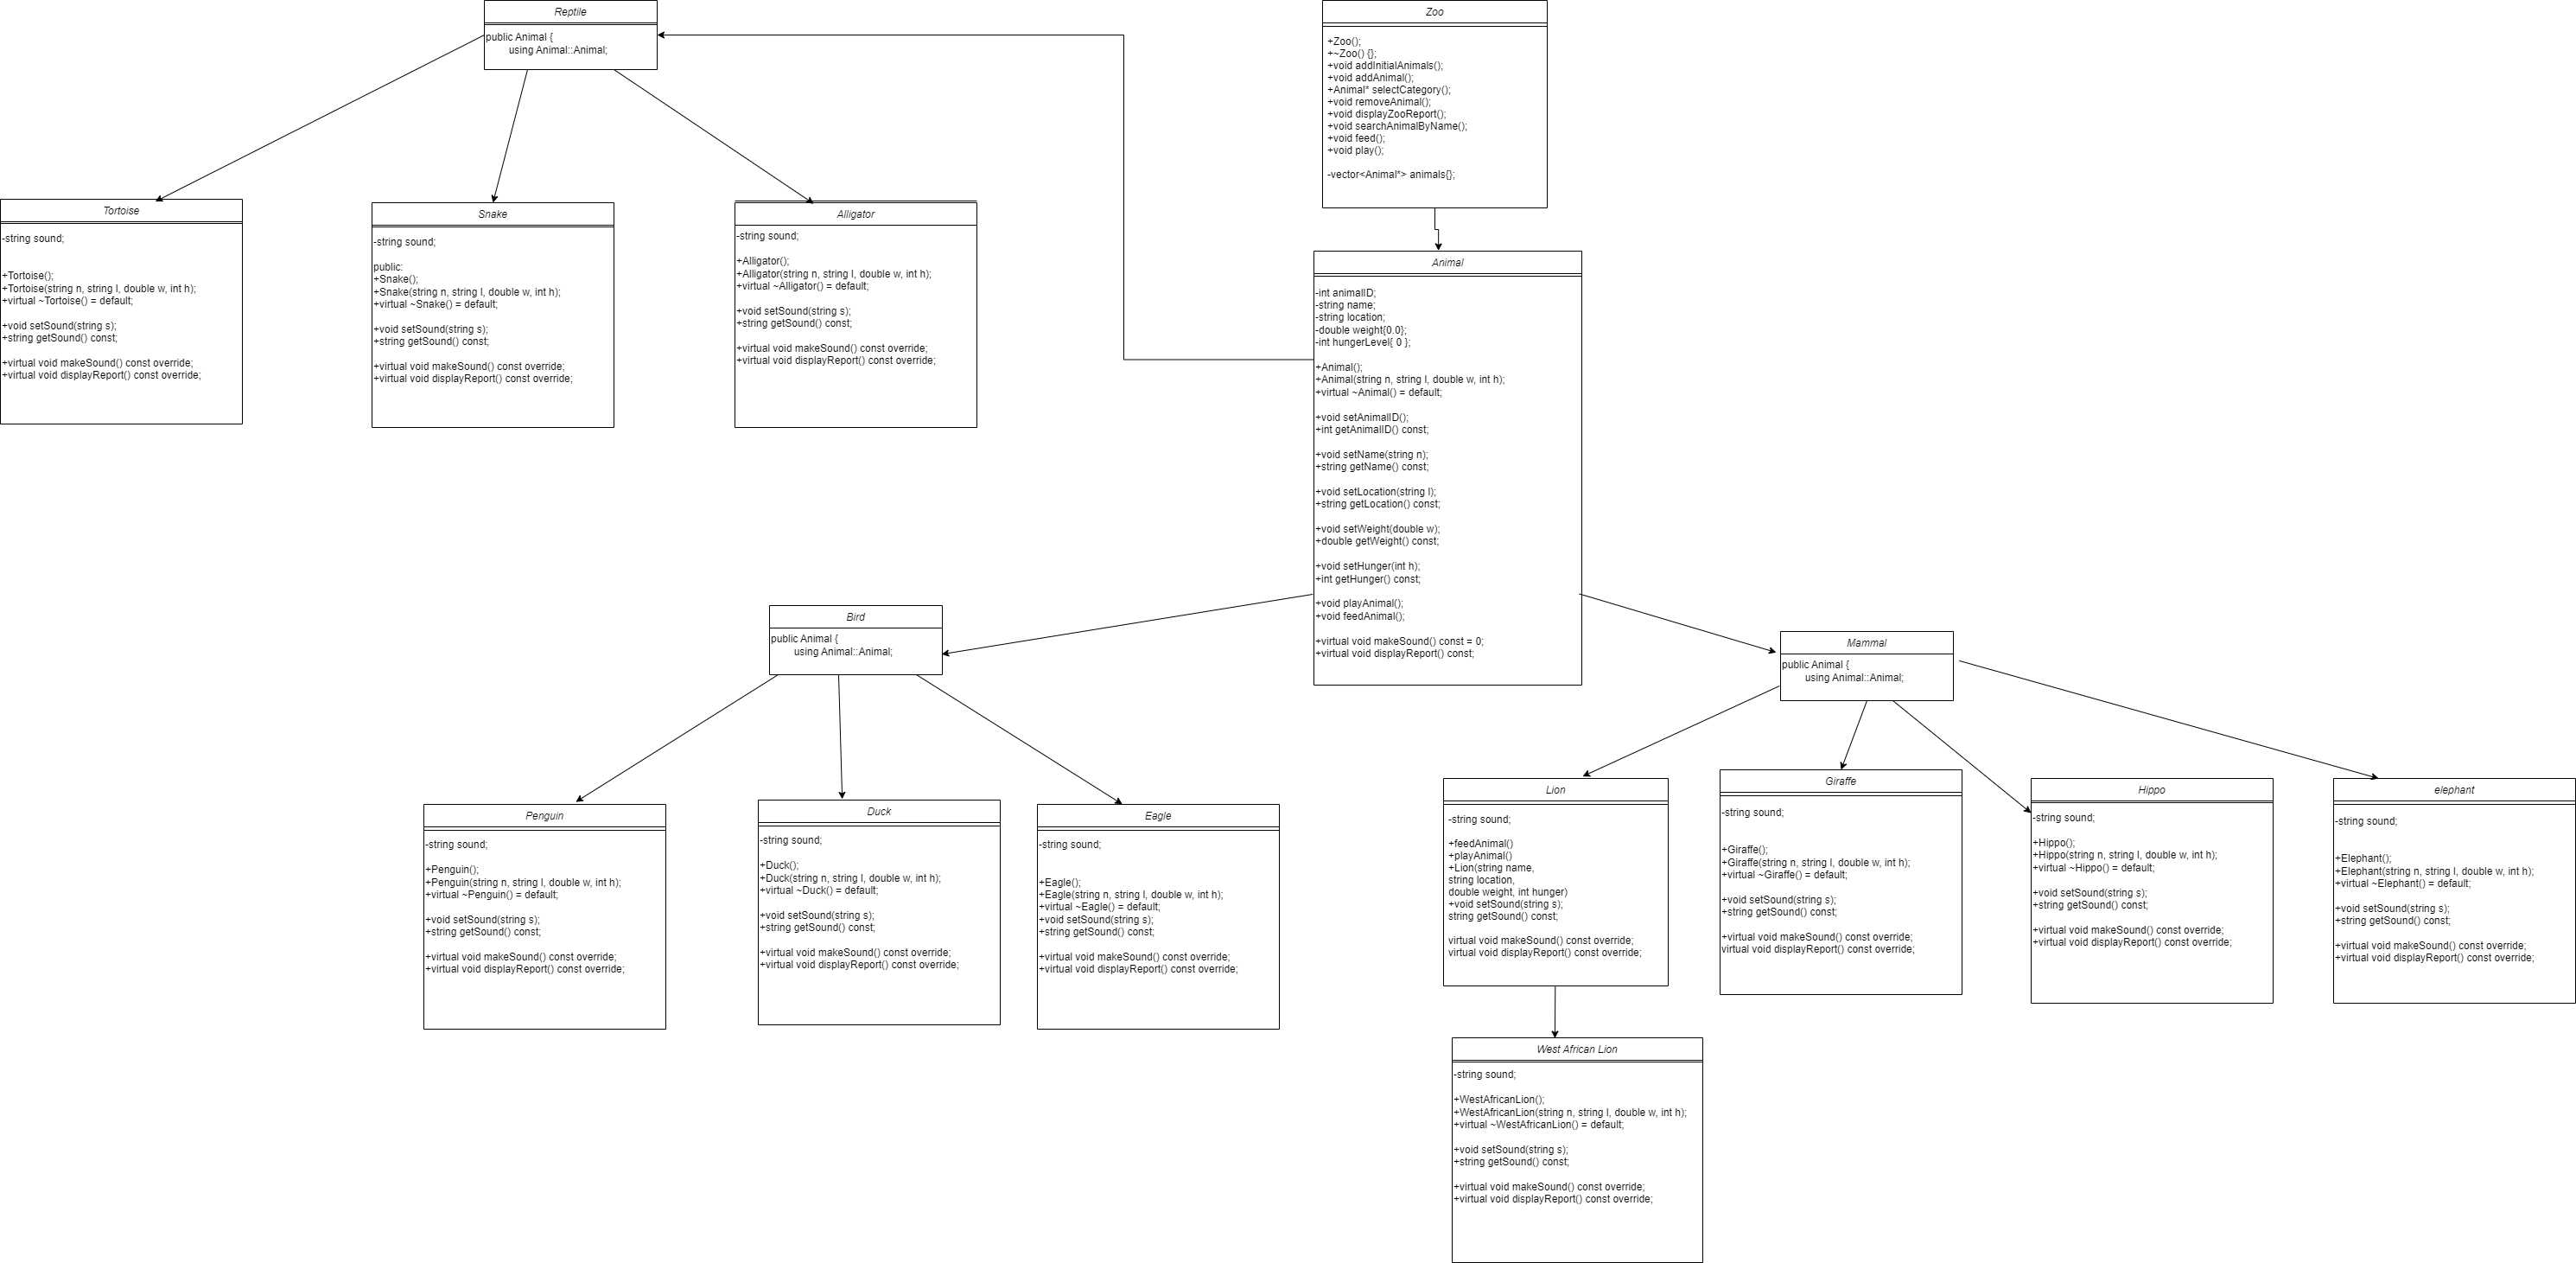 Reptile
public Animal {
using Animal::Animal;
Zoo
+Zoo();
+~Zoo() {};
+void addInitialAnimals();
+void addAnimal();
+Animal* selectCategory();
+void removeAnimal();
+void displayZooReport();
+void searchAnimalByName();
+void feed();
+void play();
-vector<Animal*> animals{};
Tortoise
-string sound;
+Tortoise();
+Tortoise(string n, string l, double w, int h);
+virtual ~Tortoise() = default;
+void setSound(string s);
+string getSound() const;
+virtual void makeSound() const override;
+virtual void displayReport() const override;
Snake
-string sound;
public:
+Snake();
+Snake(string n, string l, double w, int h);
+virtual ~Snake() = default;
+void setSound(string s);
+string getSound() const;
+virtual void makeSound() const override;
+virtual void displayReport() const override;
Alligator
-string sound;
+Alligator();
+Alligator(string n, string l, double w, int h);
+virtual ~Alligator() = default;
+void setSound(string s);
+string getSound() const;
+virtual void makeSound() const override;
+virtual void displayReport() const override;
Animal
-int animalID;
-string name;
-string location;
-double weight{0.0};
-int hungerLevel{ 0 };
+Animal();
+Animal(string n, string l, double w, int h);
+virtual ~Animal() = default;
+void setAnimalID();
+int getAnimalID() const;
+void setName(string n);
+string getName() const;
+void setLocation(string l);
+string getLocation() const;
+void setWeight(double w);
+double getWeight() const;
+void setHunger(int h);
+int getHunger() const;
+void playAnimal();
+void feedAnimal();
+virtual void makeSound() const = 0;
+virtual void displayReport() const;
Bird
public Animal {
using Animal::Animal;
Mammal
public Animal {
using Animal::Animal;
Penguin
-string sound;
+Penguin();
+Penguin(string n, string l, double w, int h);
+virtual ~Penguin() = default;
+void setSound(string s);
+string getSound() const;
+virtual void makeSound() const override;
+virtual void displayReport() const override;
Duck
-string sound;
+Duck();
+Duck(string n, string l, double w, int h);
+virtual ~Duck() = default;
+void setSound(string s);
+string getSound() const;
+virtual void makeSound() const override;
+virtual void displayReport() const override;
Eagle
-string sound;
+Eagle();
+Eagle(string n, string l, double w, int h);
+virtual ~Eagle() = default;
+void setSound(string s);
+string getSound() const;
+virtual void makeSound() const override;
+virtual void displayReport() const override;
Lion
-string sound;
+feedAnimal()
+playAnimal()
+Lion(string name,
string location,
double weight, int hunger)
+void setSound(string s);
string getSound() const;
virtual void makeSound() const override;
virtual void displayReport() const override;
Giraffe
-string sound;
+Giraffe();
+Giraffe(string n, string l, double w, int h);
+virtual ~Giraffe() = default;
+void setSound(string s);
+string getSound() const;
+virtual void makeSound() const override;
virtual void displayReport() const override;
Hippo
-string sound;
+Hippo();
+Hippo(string n, string l, double w, int h);
+virtual ~Hippo() = default;
+void setSound(string s);
+string getSound() const;
+virtual void makeSound() const override;
+virtual void displayReport() const override;
elephant
-string sound;
+Elephant();
+Elephant(string n, string l, double w, int h);
+virtual ~Elephant() = default;
+void setSound(string s);
+string getSound() const;
+virtual void makeSound() const override;
+virtual void displayReport() const override;
West African Lion
-string sound;
+WestAfricanLion();
+WestAfricanLion(string n, string l, double w, int h);
+virtual ~WestAfricanLion() = default;
+void setSound(string s);
+string getSound() const;
+virtual void makeSound() const override;
+virtual void displayReport() const override;